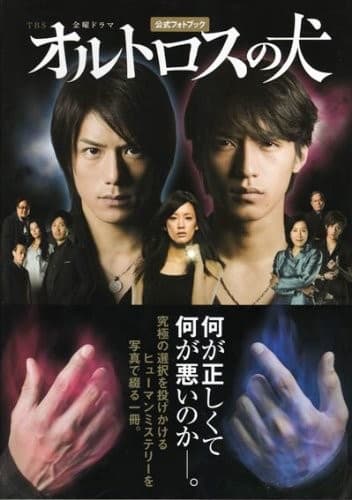 TBS 金曜ドラマ
公式フォトブック
オルトロスの犬
何が正しくて
何が悪いのか――。
究極の選択を投げかける
ヒューマンミステリーを
写真で綴る一冊。